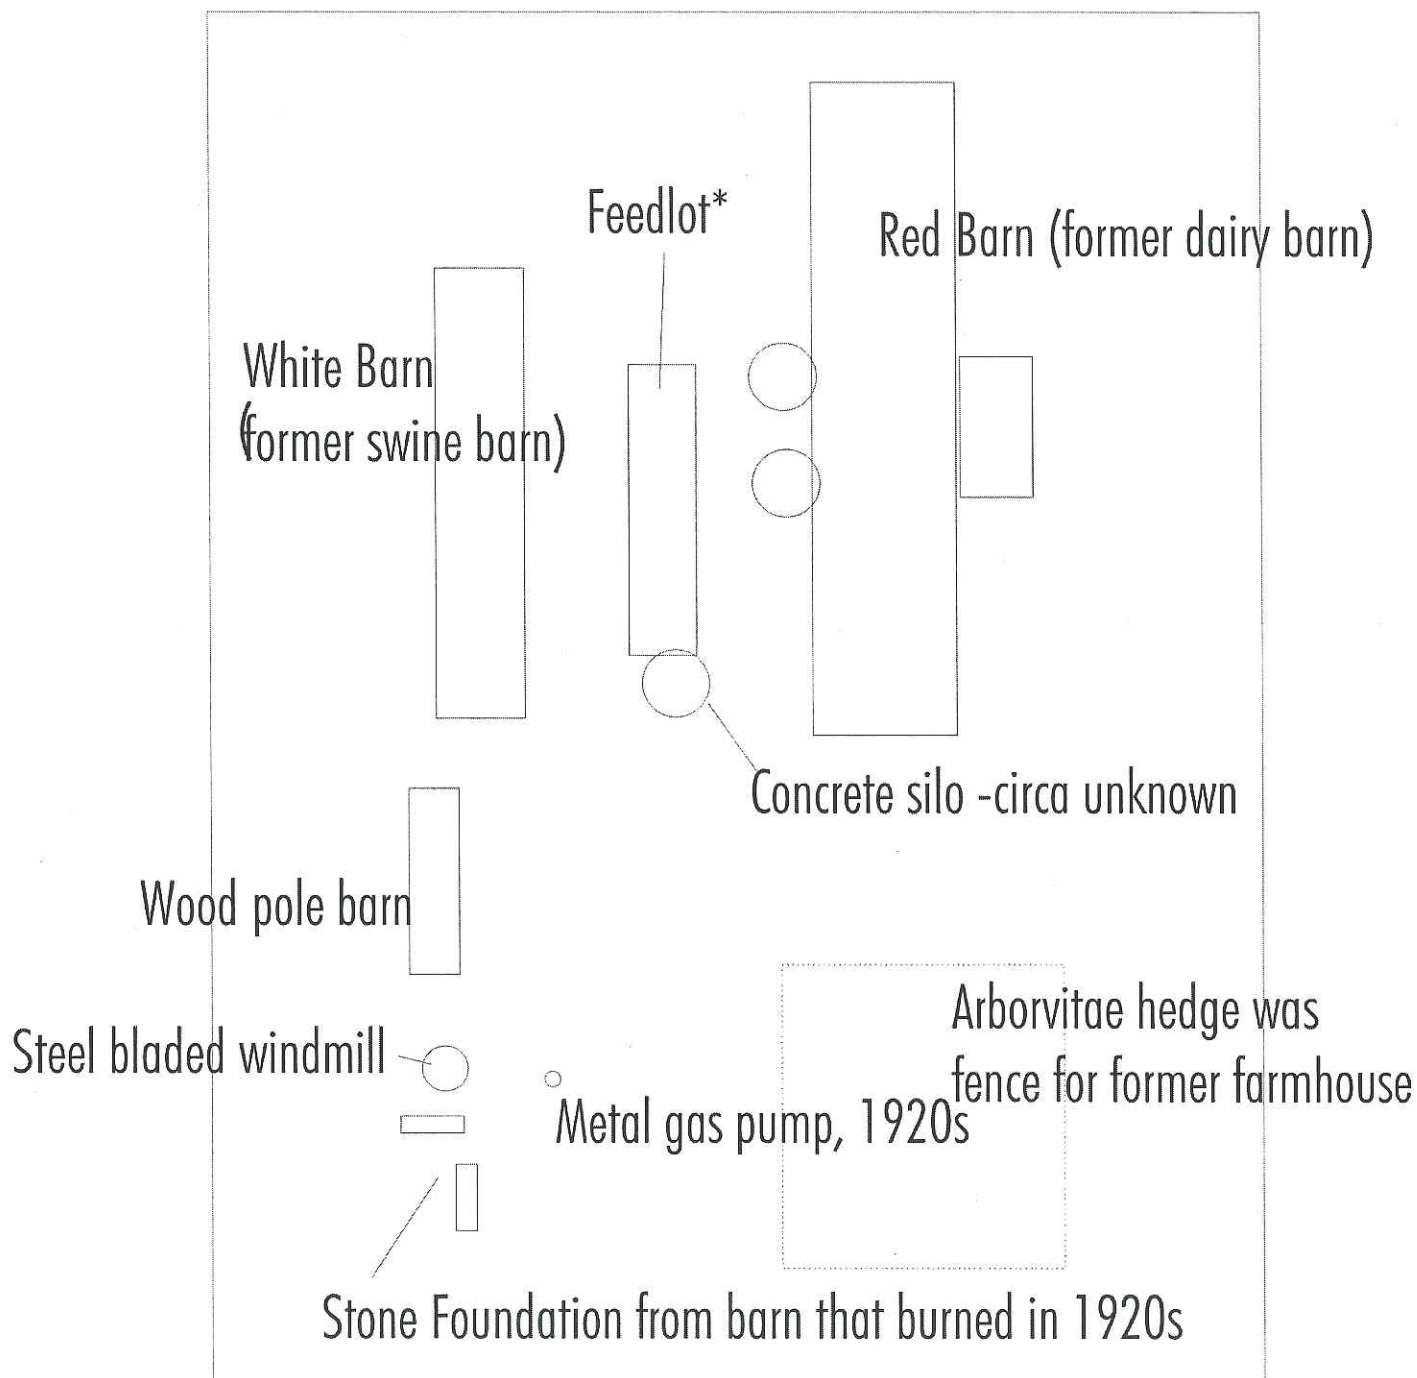 Feedlot*
Red Barn (former dairy barn)
White Barn
(former swine barn)
Concrete silo -circa unknown
Wood pole barn
Arborvitae hedge was
fence for former farmhouse
Steel bladed windmill
Metal gas pump, 1920s
Stone Foundation from barn that burned in 1920s